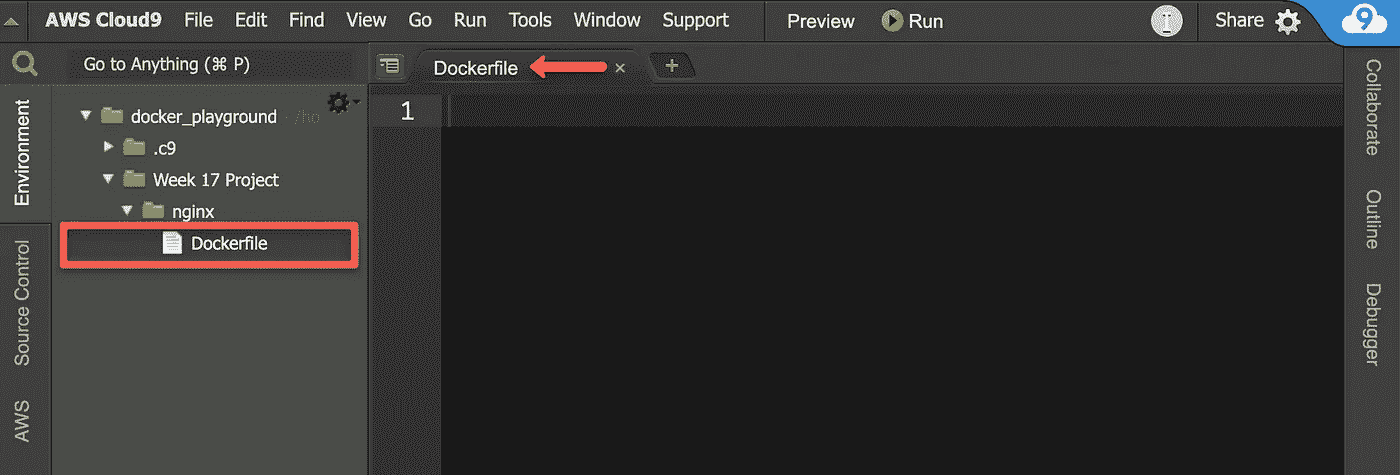 AWS Cloud9 File Edit Find View Go Run Tools Window Support Preview Run Share 9
Go to Anything (⌘ P)
Dockerfile × +
Environment
Source Control
AWS
docker_playground - /ho
.c9
Week 17 Project
nginx
Dockerfile
1
Collaborate
Outline
Debugger